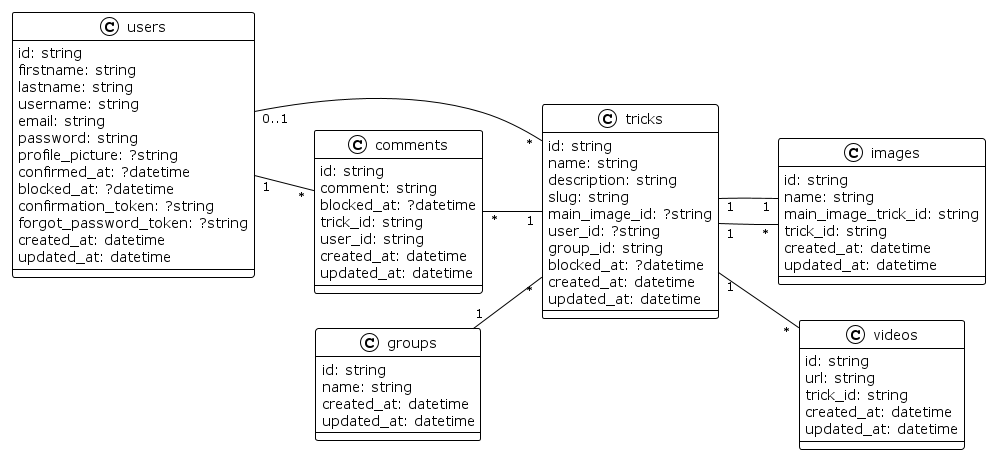 C users
id: string
firstname: string
lastname: string
username: string
email: string
password: string
profile_picture: ?string
confirmed_at: ?datetime
blocked_at: ?datetime
confirmation_token: ?string
forgot_password_token: ?string
created_at: datetime
updated_at: datetime
0..1
*
1
*
C comments
id: string
comment: string
blocked_at: ?datetime
trick_id: string
user_id: string
created_at: datetime
updated_at: datetime
*
1
C groups
id: string
name: string
created_at: datetime
updated_at: datetime
1
*
C tricks
id: string
name: string
description: string
slug: string
main_image_id: ?string
user_id: ?string
group_id: string
blocked_at: ?datetime
created_at: datetime
updated_at: datetime
1
1
1
*
1
*
C images
id: string
name: string
main_image_trick_id: string
trick_id: string
created_at: datetime
updated_at: datetime
C videos
id: string
url: string
trick_id: string
created_at: datetime
updated_at: datetime